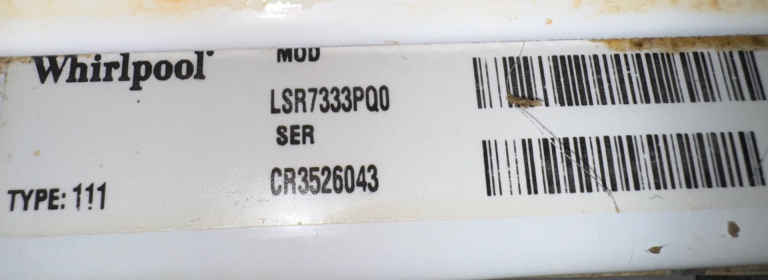 Whirlpool
MOD
LSR7333PQ0
SER
CR3526043
TYPE: 111